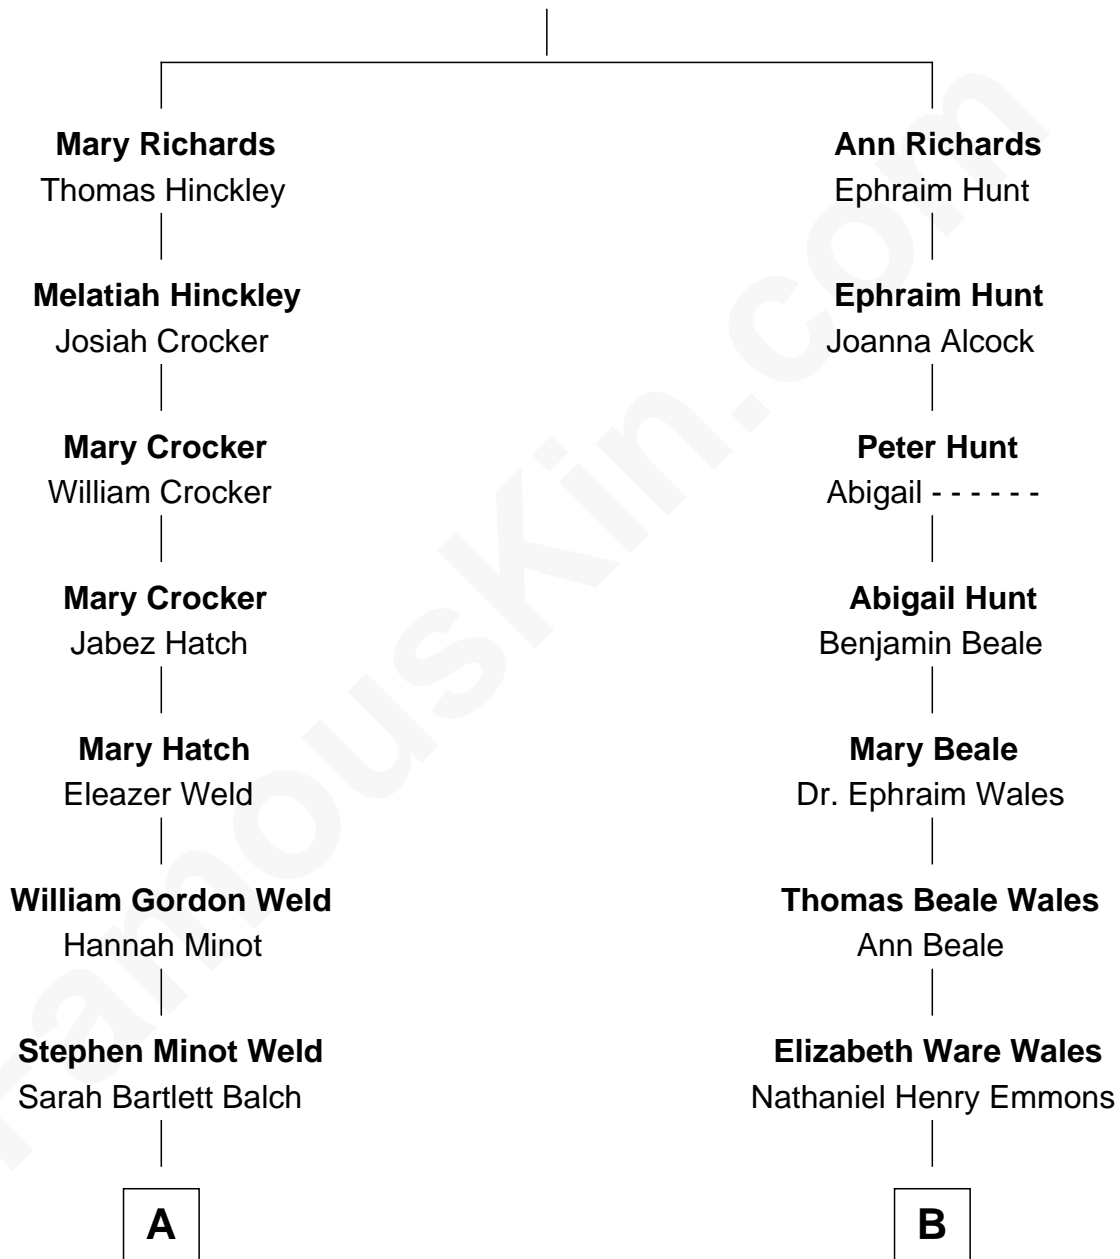 Mary Richards
Thomas Hinckley
Melatiah Hinckley
Josiah Crocker
Mary Crocker
William Crocker
Mary Crocker
Jabez Hatch
Mary Hatch
Eleazer Weld
William Gordon Weld
Hannah Minot
Stephen Minot Weld
Sarah Bartlett Balch
A
Ann Richards
Ephraim Hunt
Ephraim Hunt
Joanna Alcock
Peter Hunt
Abigail - - - - - -
Abigail Hunt
Benjamin Beale
Mary Beale
Dr. Ephraim Wales
Thomas Beale Wales
Ann Beale
Elizabeth Ware Wales
Nathaniel Henry Emmons
B
FamousKin.com